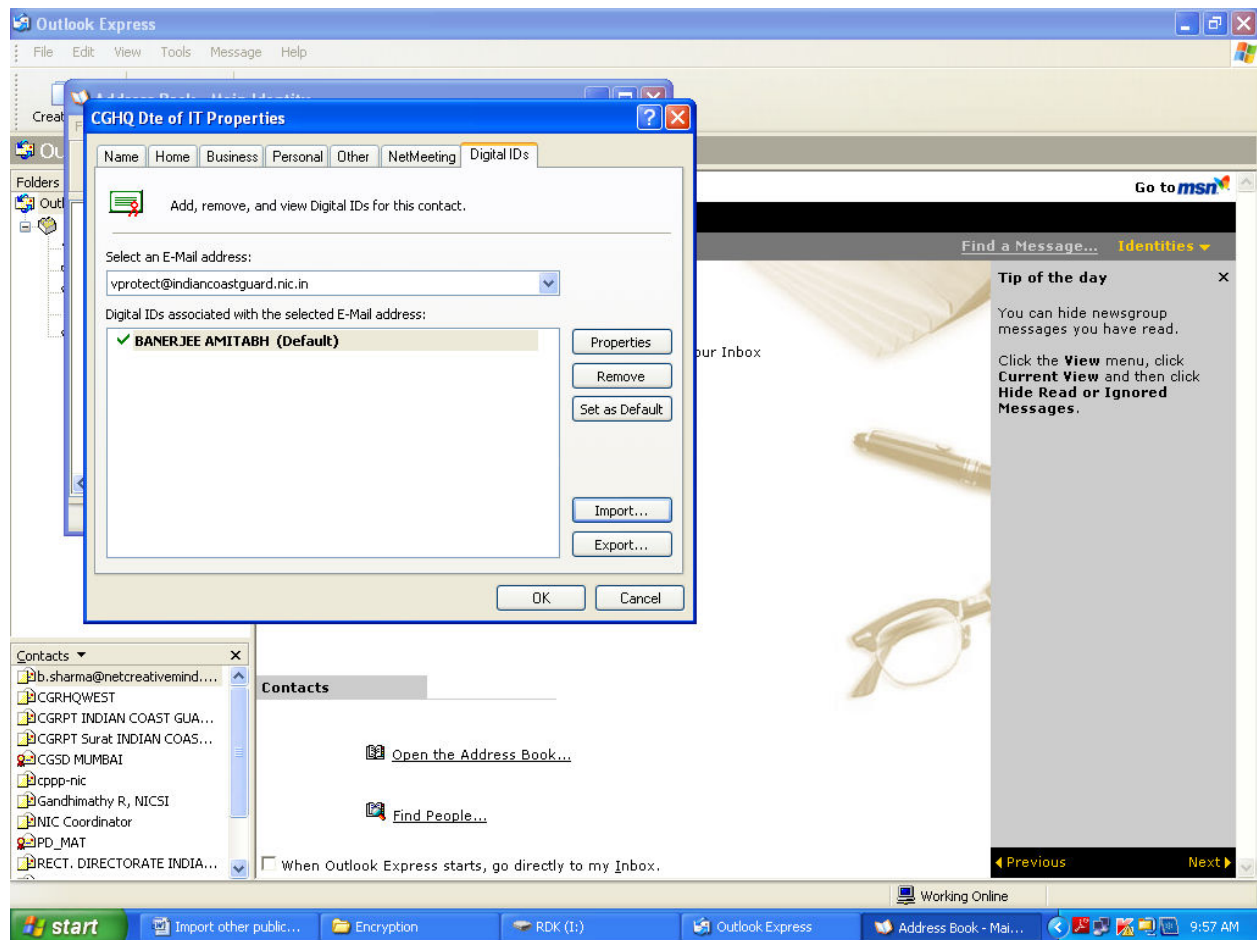 Outlook Express
File Edit View Tools Message Help
Creat
CGHQ Dte of IT Properties
Name Home Business Personal Other NetMeeting Digital IDs
Add, remove, and view Digital IDs for this contact.
Select an E-Mail address:
vprotect@indiancoastguard.nic.in
Digital IDs associated with the selected E-Mail address:
BANERJEE AMITABH (Default)
Properties
Remove
Set as Default
Import...
Export...
OK Cancel
Folders
Outl
Go to msn
Find a Message... Identities
our Inbox
Tip of the day
You can hide newsgroup
messages you have read.
Click the View menu, click
Current View and then click
Hide Read or Ignored
Messages.
Contacts
b.sharma@netcreativemind....
CGRHQWEST
CGRPT INDIAN COAST GUA...
CGRPT Surat INDIAN COAS...
CGSD MUMBAI
cppp-nic
Gandhimathy R, NICSI
NIC Coordinator
PD_MAT
RECT. DIRECTORATE INDIA...
Contacts
Open the Address Book...
Find People...
When Outlook Express starts, go directly to my Inbox.
Previous Next
Working Online
start Import other public... Encryption RDK (I:) Outlook Express Address Book - Mai... 9:57 AM